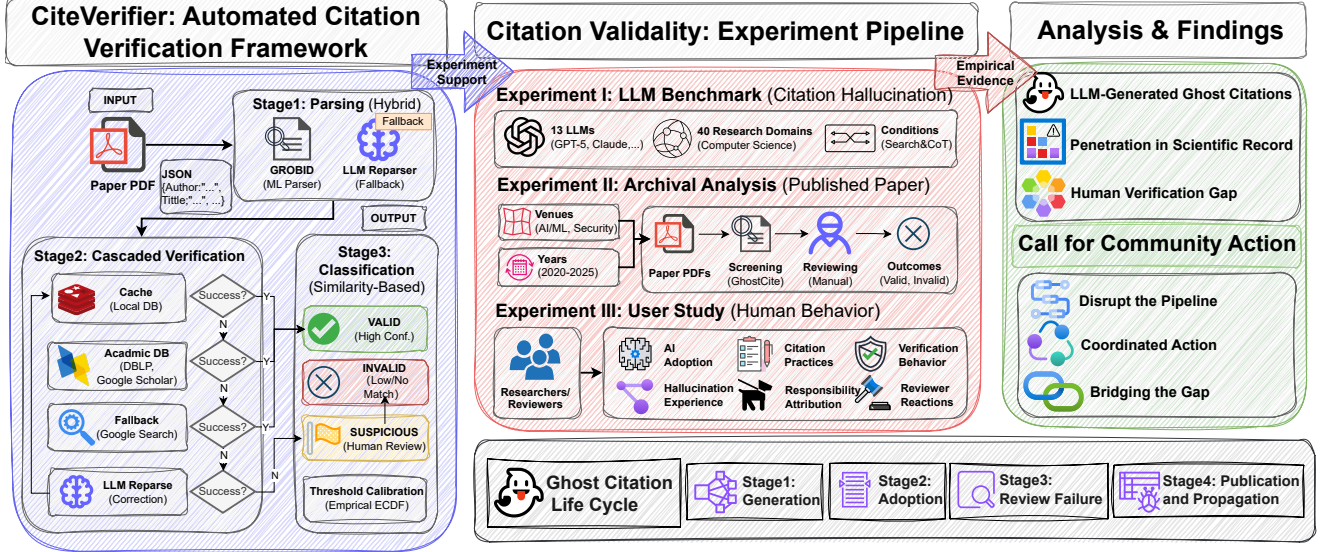 CiteVerifier: Automated Citation
Verification Framework
Experiment
Support
INPUT
Paper PDF
JSON
{Author:"...",
Tittle;"...", ...}
Stage1: Parsing (Hybrid)
Fallback
GROBID
(ML Parser)
LLM Reparser
(Fallback)
OUTPUT
Stage2: Cascaded Verification
Cache
(Local DB)
Success?
Y
N
Acadmic DB
(DBLP,
Google Scholar)
Success?
Y
N
Fallback
(Google Search)
Success?
Y
N
LLM Reparse
(Correction)
Success?
N
Stage3:
Classification
(Similarity-Based)
VALID
(High Conf.)
INVALID
(Low/No
Match)
SUSPICIOUS
(Human Review)
Threshold Calibration
(Emprical ECDF)
Citation Validality: Experiment Pipeline
Empirical
Evidence
Experiment I: LLM Benchmark (Citation Hallucination)
13 LLMs
(GPT-5, Claude,...)
40 Research Domains
(Computer Science)
Conditions
(Search&CoT)
Experiment II: Archival Analysis (Published Paper)
Venues
(AI/ML, Security)
Years
(2020-2025)
Paper PDFs
Screening
(GhostCite)
Reviewing
(Manual)
Outcomes
(Valid, Invalid)
Experiment III: User Study (Human Behavior)
Researchers/
Reviewers
AI
Adoption
Citation
Practices
Verification
Behavior
Hallucination
Experience
Responsibility
Attribution
Reviewer
Reactions
Analysis & Findings
LLM-Generated Ghost Citations
Penetration in Scientific Record
Human Verification Gap
Call for Community Action
Disrupt the Pipeline
Coordinated Action
Bridging the Gap
Ghost Citation
Life Cycle
Stage1:
Generation
Stage2:
Adoption
Stage3:
Review Failure
Stage4: Publication
and Propagation